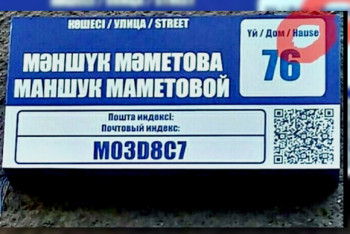 КӨШЕСІ / УЛИЦА / STREET
Үй / Дом / Hause
76
МӘНШҮК МӘМЕТОВА
МАНШУК МАМЕТОВОЙ
Пошта индексі:
Почтовый индекс:
M03D8C7